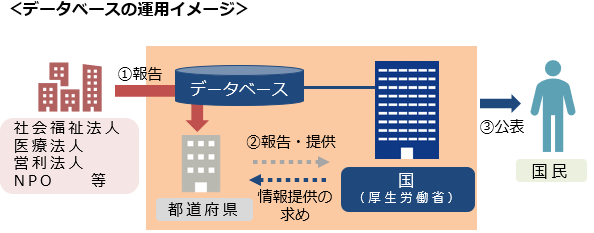 ＜データベースの運用イメージ＞
①報告
データベース
社会福祉法人
医療法人
営利法人
NPO　　等
②報告・提供
情報提供の
求め
都道府県
国
（厚生労働省）
③公表
国民